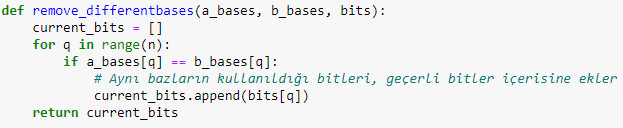 def remove_differentbases(a_bases, b_bases, bits):
    current_bits = []
    for q in range(n):
        if a_bases[q] == b_bases[q]:
            # Aynı bazların kullanıldığı bitleri, geçerli bitler içerisine ekler
            current_bits.append(bits[q])
    return current_bits